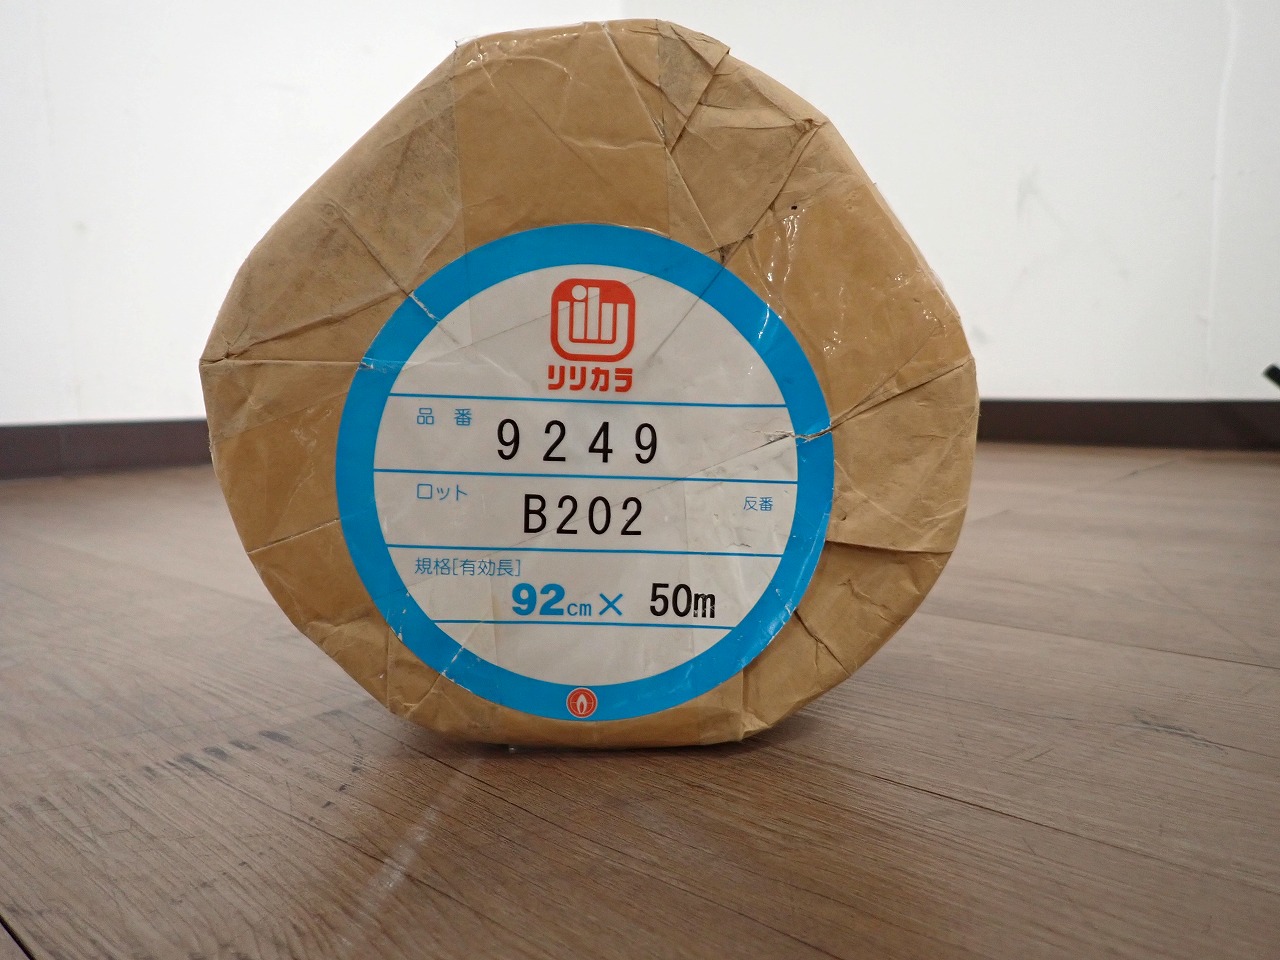 lily
リリカラ
品番 9249
ロット B202 反番
規格[有効長]
92cm × 50m